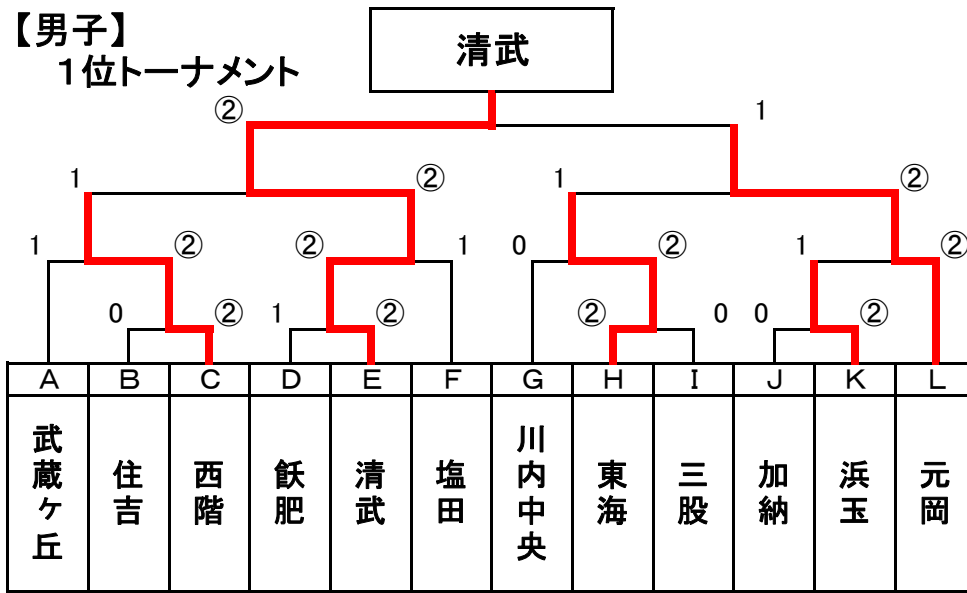 【男子】
1位トーナメント
清武
② 1
1 ② 1 ②
1 ② ② 1 0 ② 1 ②
0 ② 1 ② ② 0 0 ②
A B C D E F G H I J K L
武蔵ヶ丘
住吉
西階
飫肥
清武
塩田
川内中央
東海
三股
加納
浜玉
元岡